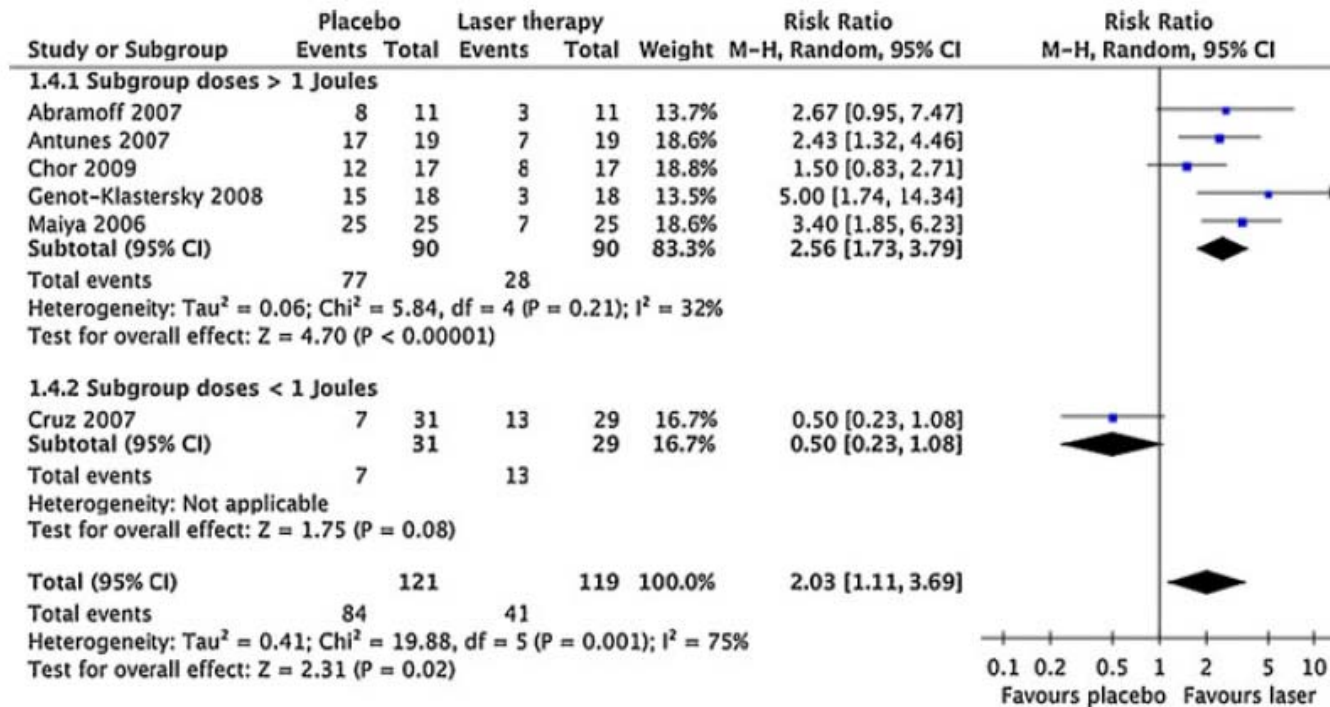 Placebo Laser therapy Risk Ratio Risk Ratio
Study or Subgroup Events Total Events Total Weight M-H, Random, 95% CI M-H, Random, 95% CI
1.4.1 Subgroup doses > 1 Joules
Abramoff 2007 8 11 3 11 13.7% 2.67 [0.95, 7.47]
Antunes 2007 17 19 7 19 18.6% 2.43 [1.32, 4.46]
Chor 2009 12 17 8 17 18.8% 1.50 [0.83, 2.71]
Genot-Klastersky 2008 15 18 3 18 13.5% 5.00 [1.74, 14.34]
Maiya 2006 25 25 7 25 18.6% 3.40 [1.85, 6.23]
Subtotal (95% CI) 90 90 83.3% 2.56 [1.73, 3.79]
Total events 77 28
Heterogeneity: Tau² = 0.06; Chi² = 5.84, df = 4 (P = 0.21); I² = 32%
Test for overall effect: Z = 4.70 (P < 0.00001)
1.4.2 Subgroup doses < 1 Joules
Cruz 2007 7 31 13 29 16.7% 0.50 [0.23, 1.08]
Subtotal (95% CI) 31 29 16.7% 0.50 [0.23, 1.08]
Total events 7 13
Heterogeneity: Not applicable
Test for overall effect: Z = 1.75 (P = 0.08)
Total (95% CI) 121 119 100.0% 2.03 [1.11, 3.69]
Total events 84 41
Heterogeneity: Tau² = 0.41; Chi² = 19.88, df = 5 (P = 0.001); I² = 75%
Test for overall effect: Z = 2.31 (P = 0.02)
0.1 0.2 0.5 1 2 5 10
Favours placebo Favours laser